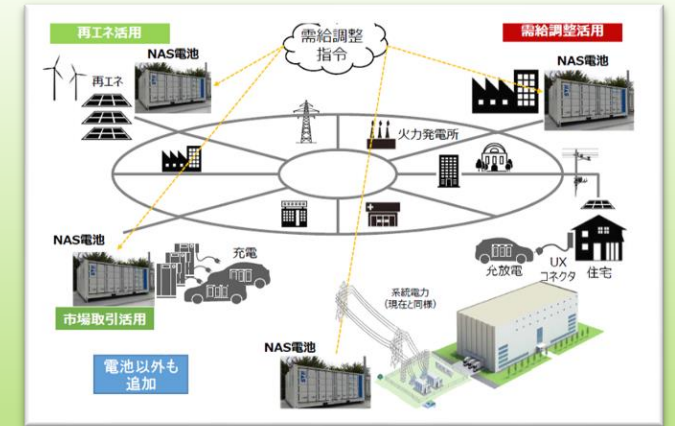 再エネ活用
需給調整
指令
需給調整活用
NAS電池
再エネ
NAS電池
火力発電所
NAS電池
充電
市場取引活用
充放電
UX
コネクタ
住宅
系統電力
(現在と同様)
NAS電池
電池以外も
追加